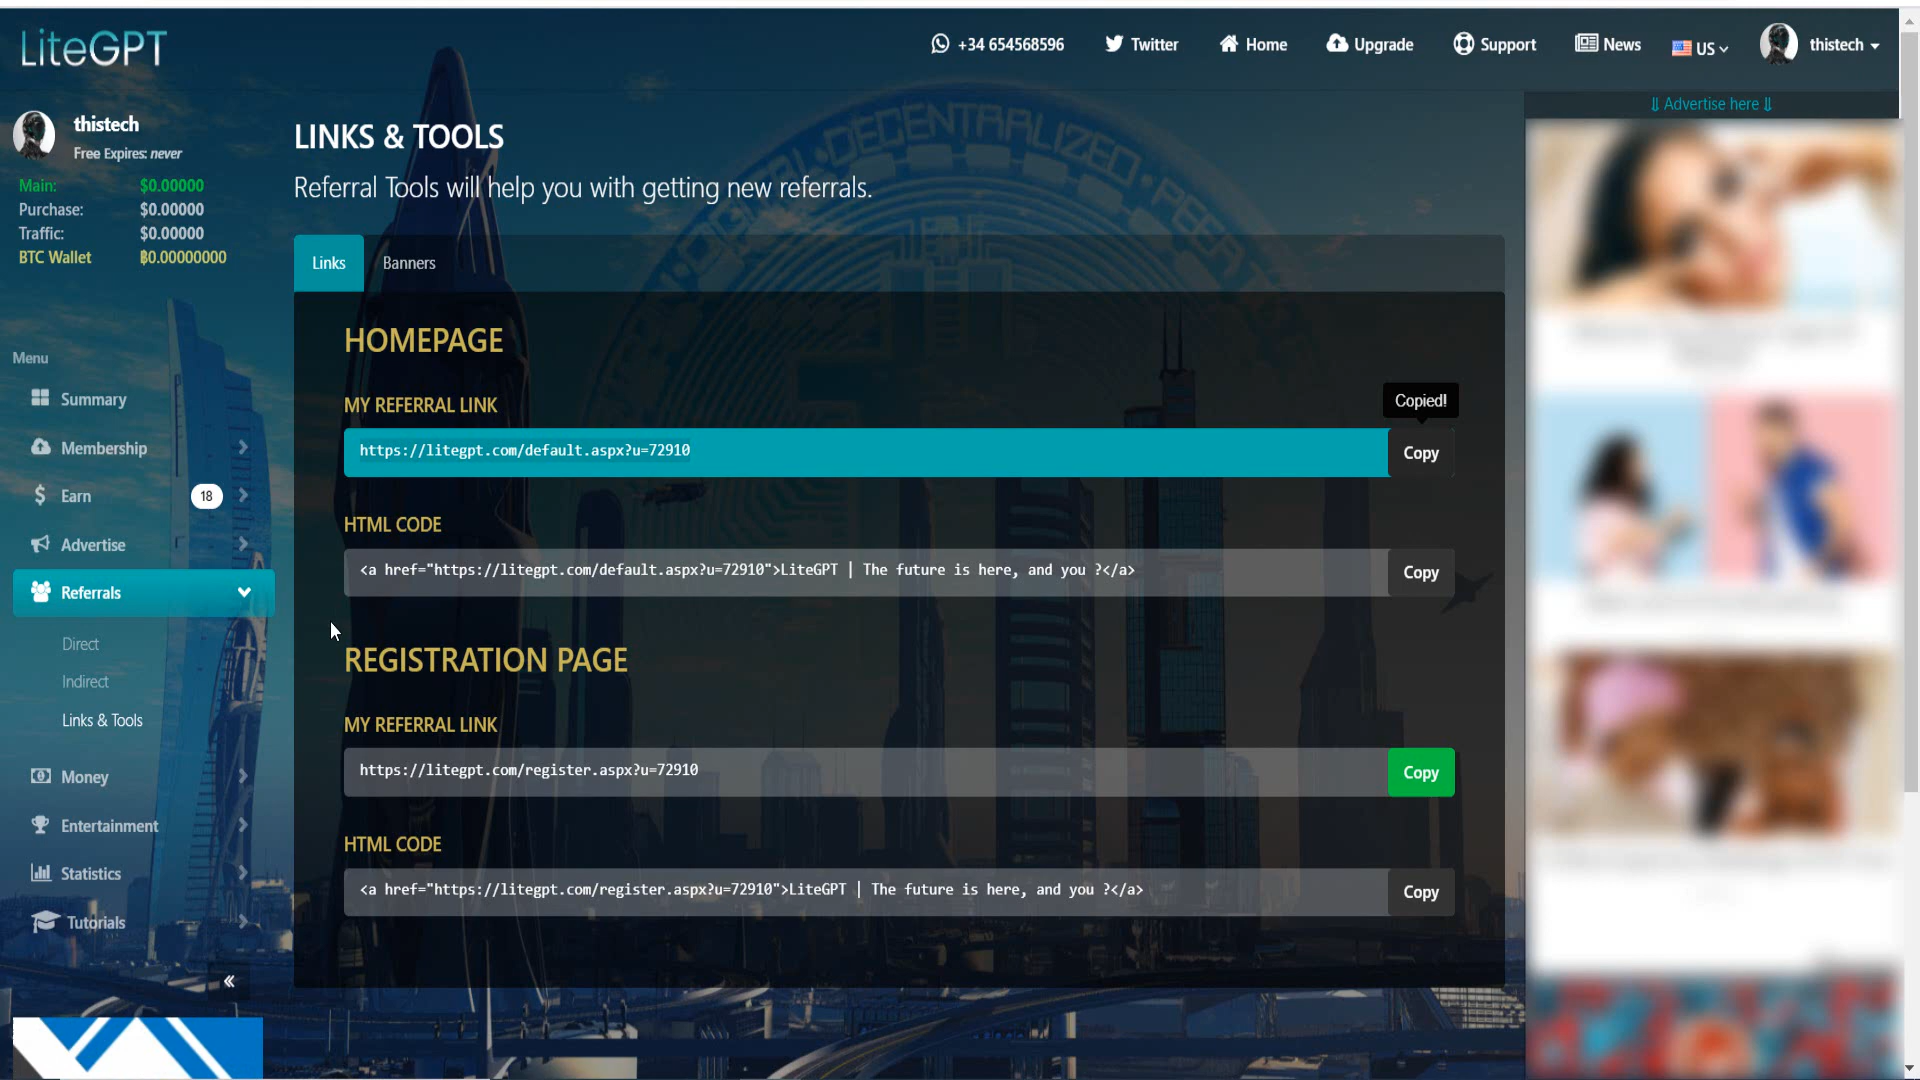 LiteGPT
+34 654568596
Twitter
Home
Upgrade
Support
News
US
thistech
thistech
Free Expires: never
Main: $0.00000
Purchase: $0.00000
Traffic: $0.00000
BTC Wallet ฿0.00000000
Menu
Summary
Membership
Earn 18
Advertise
Referrals
Direct
Indirect
Links & Tools
Money
Entertainment
Statistics
Tutorials
«
LINKS & TOOLS
Referral Tools will help you with getting new referrals.
DECENTRALIZED
PEER
Links
Banners
HOMEPAGE
MY REFERRAL LINK
Copied!
https://litegpt.com/default.aspx?u=72910
Copy
HTML CODE
<a href="https://litegpt.com/default.aspx?u=72910">LiteGPT | The future is here, and you ?</a>
Copy
REGISTRATION PAGE
MY REFERRAL LINK
https://litegpt.com/register.aspx?u=72910
Copy
HTML CODE
<a href="https://litegpt.com/register.aspx?u=72910">LiteGPT | The future is here, and you ?</a>
Copy
⇓ Advertise here ⇓